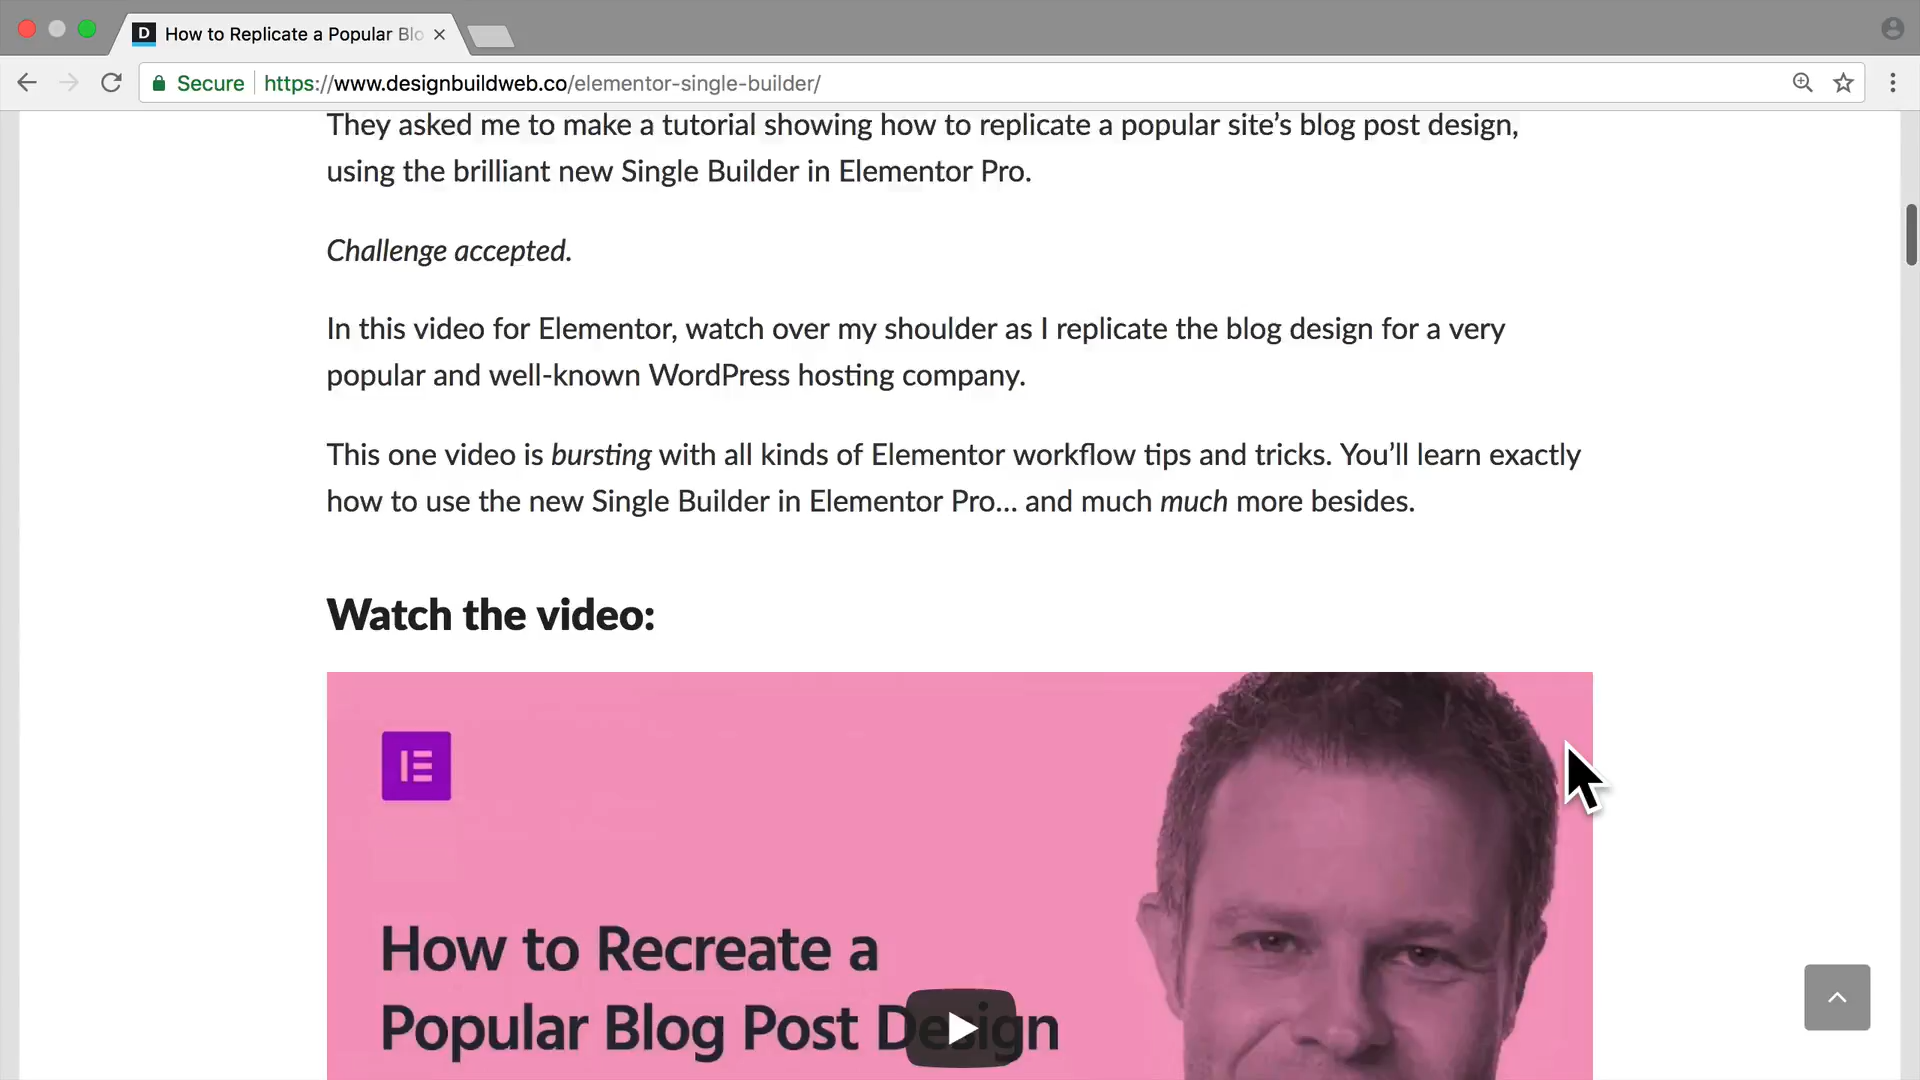 How to Replicate a Popular Blo
Secure https://www.designbuildweb.co/elementor-single-builder/
They asked me to make a tutorial showing how to replicate a popular site’s blog post design,
using the brilliant new Single Builder in Elementor Pro.
Challenge accepted.
In this video for Elementor, watch over my shoulder as I replicate the blog design for a very
popular and well-known WordPress hosting company.
This one video is bursting with all kinds of Elementor workflow tips and tricks. You’ll learn exactly
how to use the new Single Builder in Elementor Pro... and much much more besides.
Watch the video:
How to Recreate a
Popular Blog Post Design